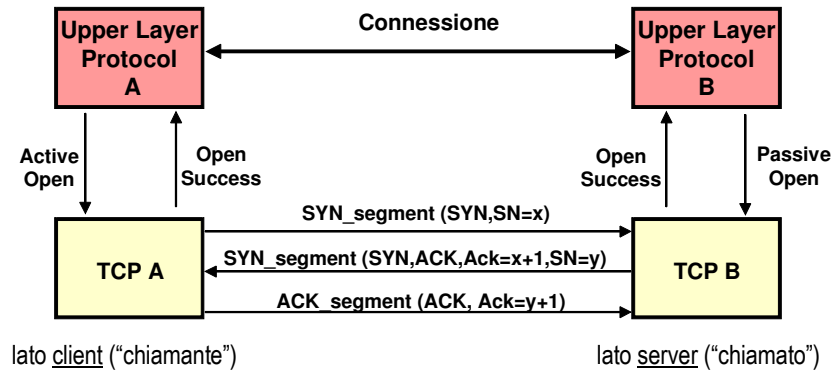 Upper Layer
Protocol
A
Connessione
Upper Layer
Protocol
B
Active
Open
Open
Success
Open
Success
Passive
Open
SYN_segment (SYN,SN=x)
TCP A
SYN_segment (SYN,ACK,Ack=x+1,SN=y)
TCP B
ACK_segment (ACK, Ack=y+1)
lato client (“chiamante”)
lato server (“chiamato”)